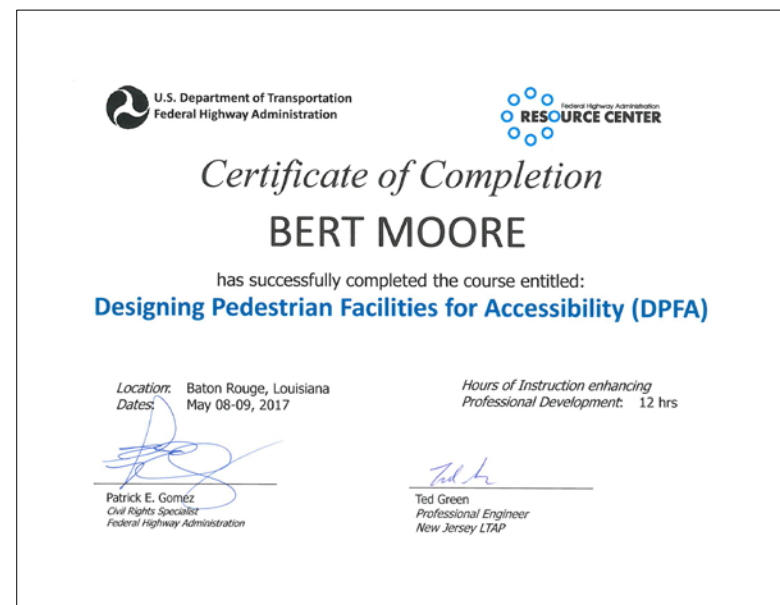 U.S. Department of Transportation
Federal Highway Administration
Federal Highway Administration
RESOURCE CENTER
Certificate of Completion
BERT MOORE
has successfully completed the course entitled:
Designing Pedestrian Facilities for Accessibility (DPFA)
Location: Baton Rouge, Louisiana
Dates: May 08-09, 2017
Hours of Instruction enhancing
Professional Development: 12 hrs
Patrick E. Gomez
Civil Rights Specialist
Federal Highway Administration
Ted Green
Professional Engineer
New Jersey LTAP